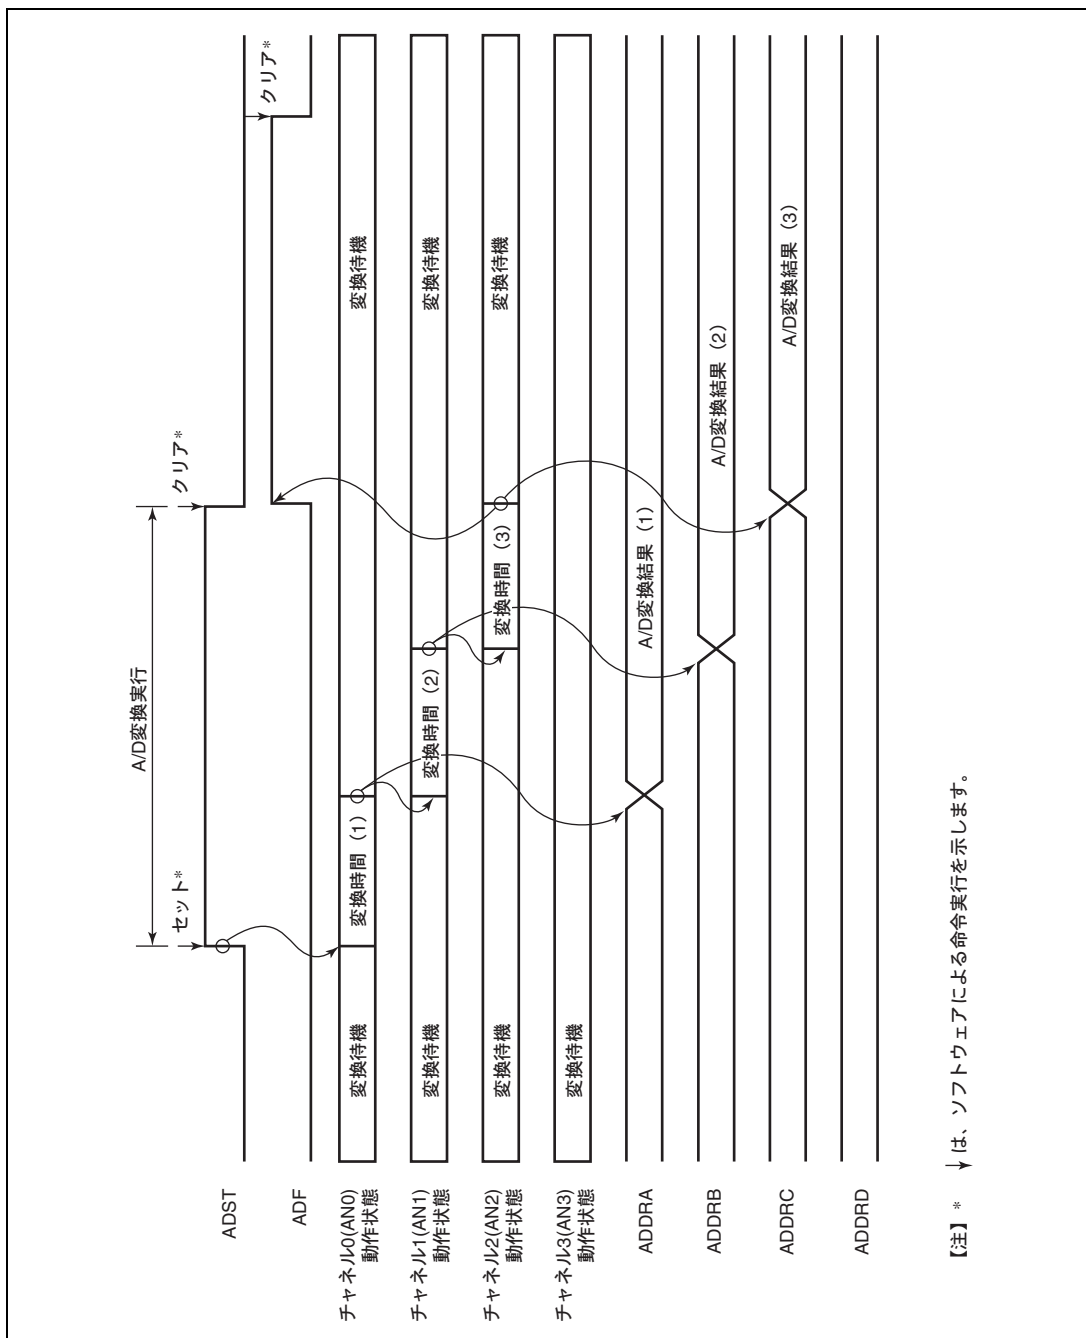 A/D変換実行
セット*
クリア*
クリア*
ADST
ADF
チャネル0(AN0)
動作状態
変換待機
変換時間（1）
変換待機
チャネル1(AN1)
動作状態
変換待機
変換時間（2）
変換待機
チャネル2(AN2)
動作状態
変換待機
変換時間（3）
変換待機
チャネル3(AN3)
動作状態
変換待機
ADDRA
A/D変換結果（1）
ADDRB
A/D変換結果（2）
ADDRC
A/D変換結果（3）
ADDRD
【注】* ↓は、ソフトウェアによる命令実行を示します。